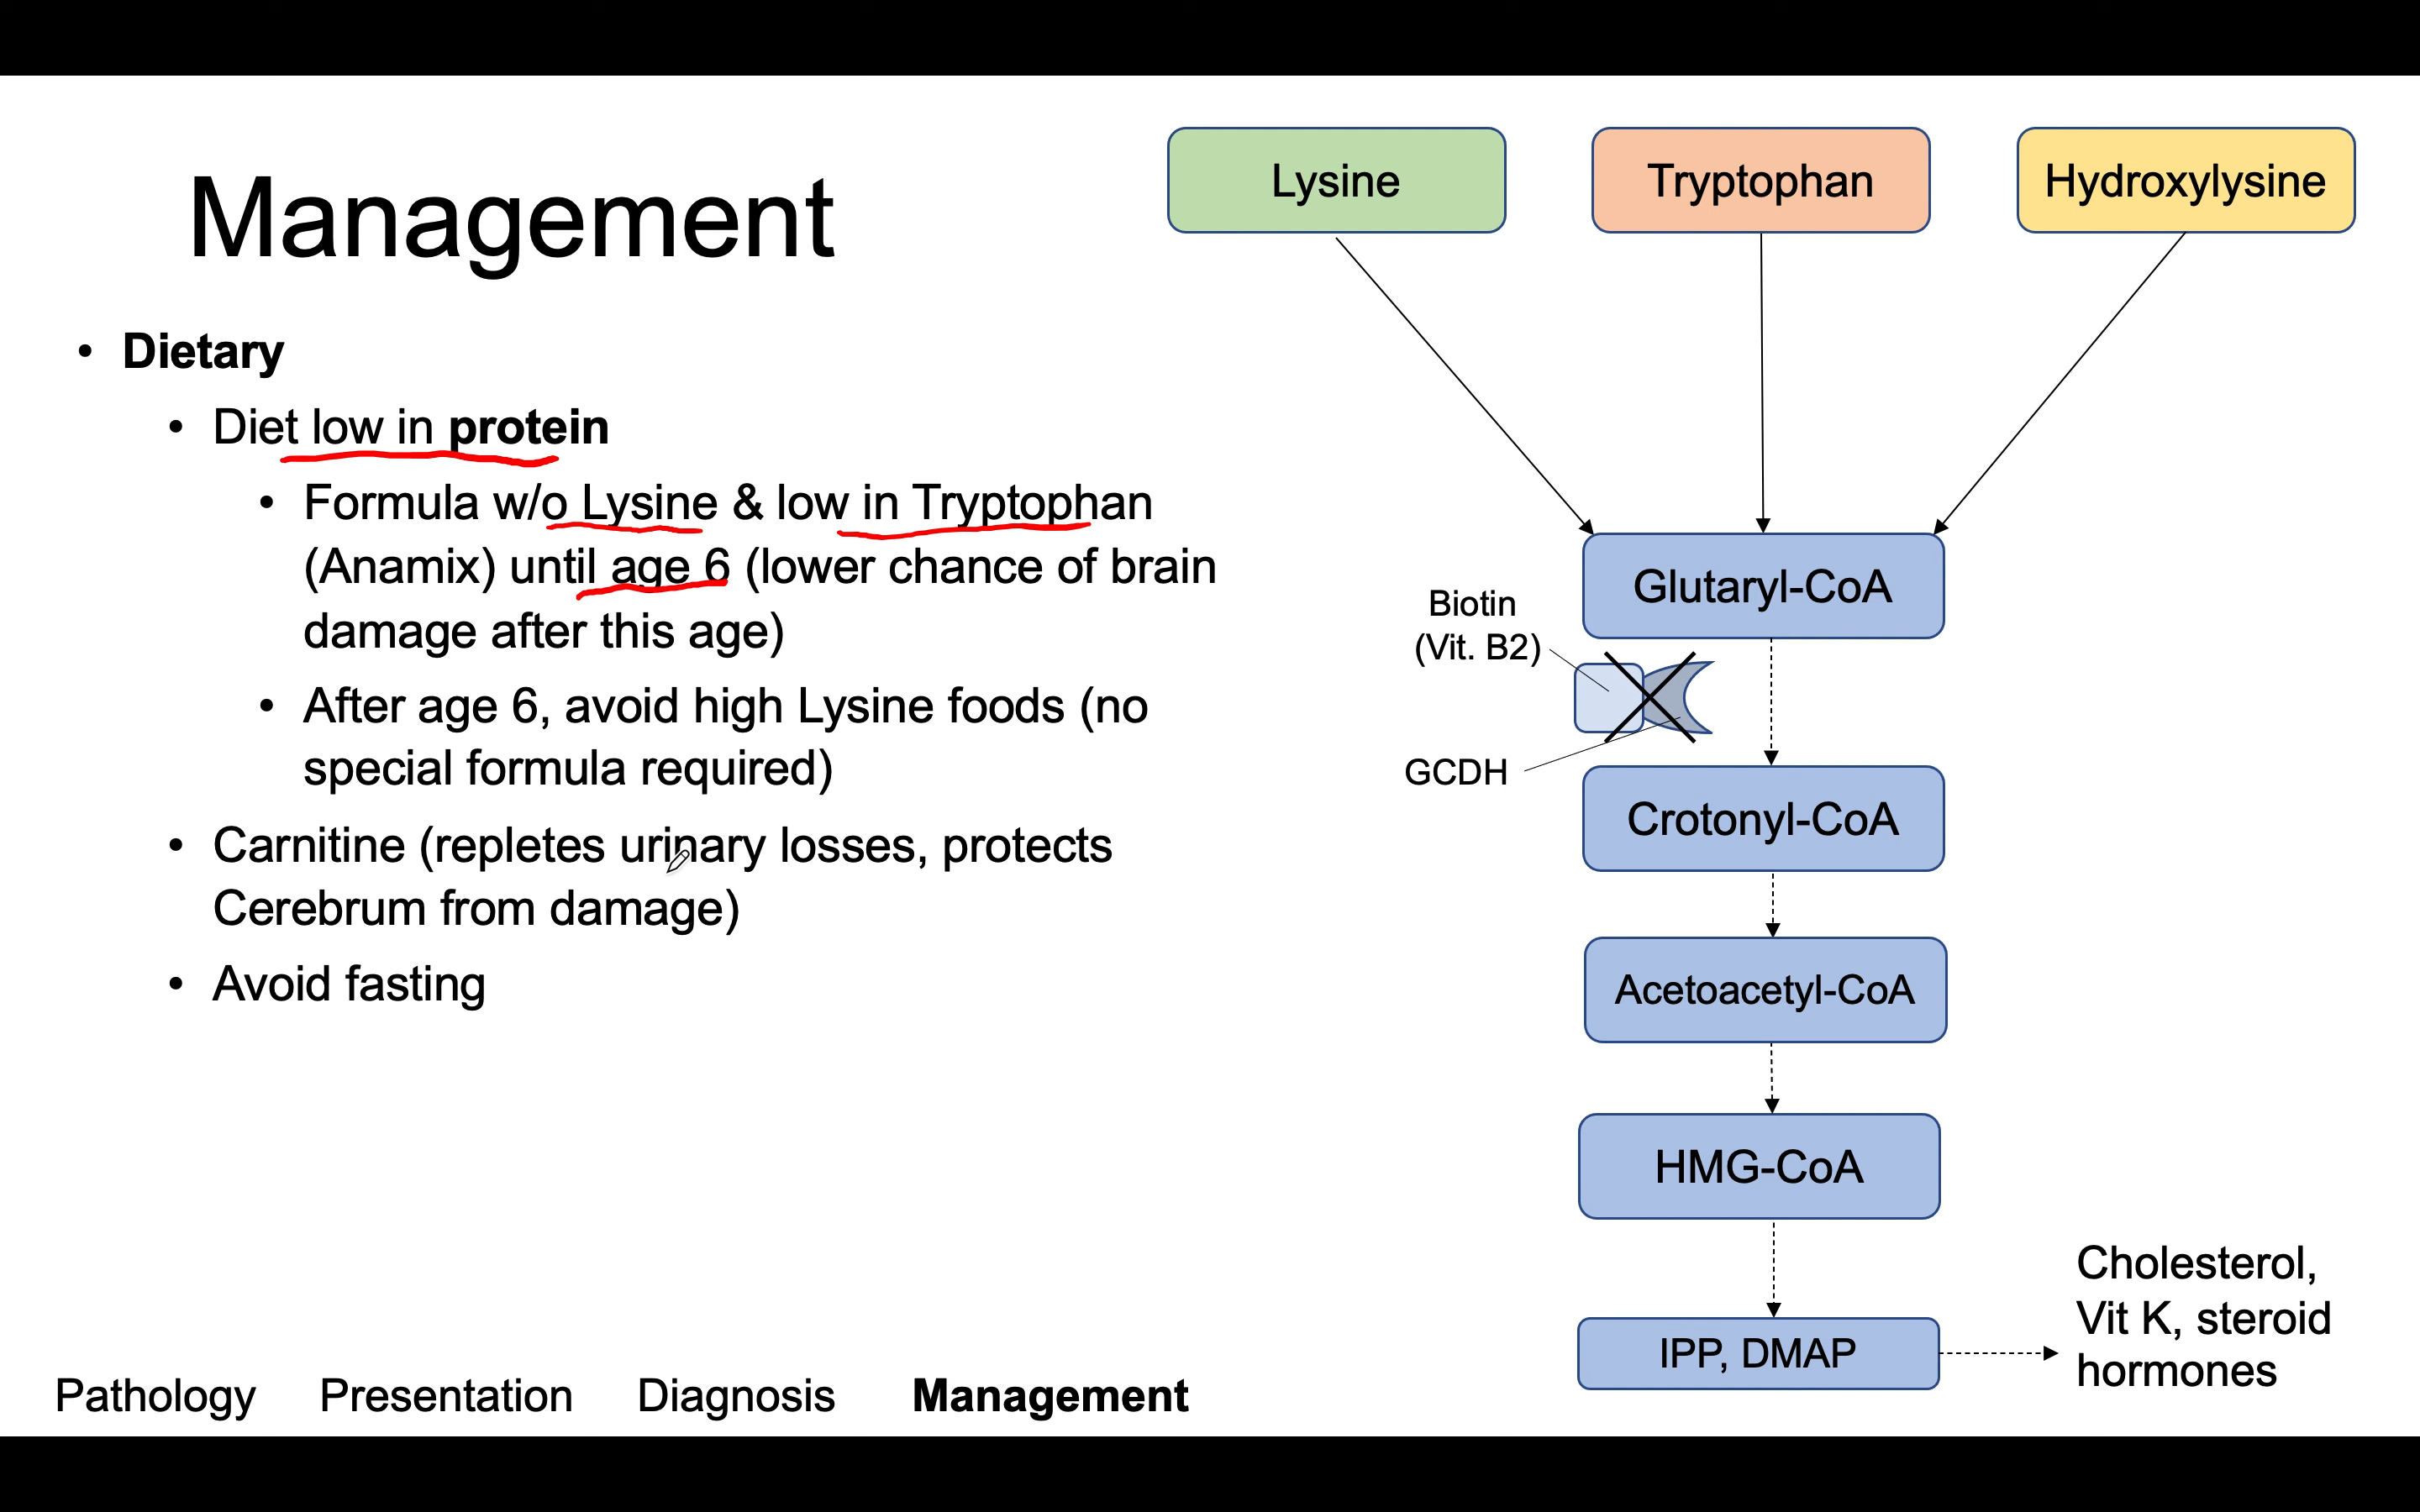 Management
• Dietary
• Diet low in protein
• Formula w/o Lysine & low in Tryptophan
(Anamix) until age 6 (lower chance of brain
damage after this age)
• After age 6, avoid high Lysine foods (no
special formula required)
• Carnitine (repletes urinary losses, protects
Cerebrum from damage)
• Avoid fasting
Lysine
Tryptophan
Hydroxylysine
Glutaryl-CoA
Biotin
(Vit. B2)
GCDH
Crotonyl-CoA
Acetoacetyl-CoA
HMG-CoA
IPP, DMAP
Cholesterol,
Vit K, steroid
hormones
Pathology Presentation Diagnosis Management